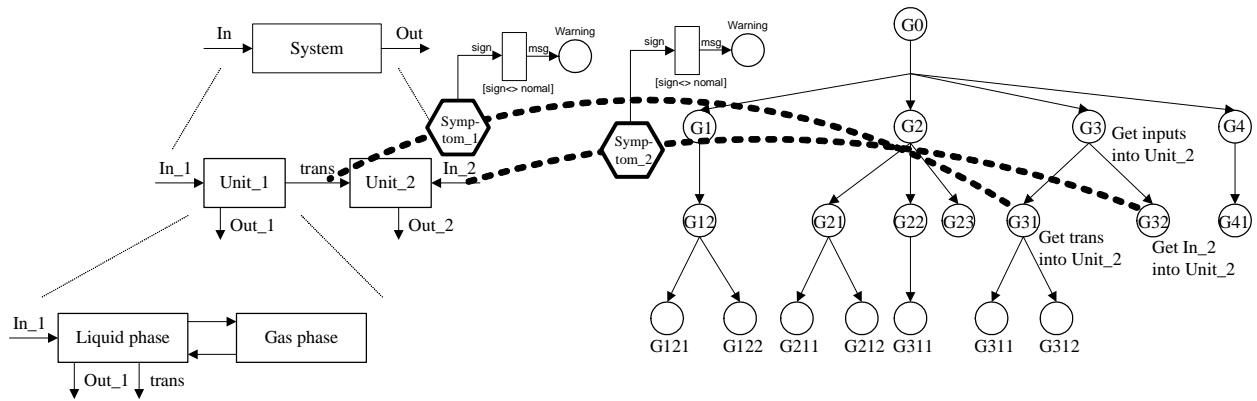 In
System
Out
sign
msg
Warning
[sign<> nomal]
sign
msg
Warning
[sign<> nomal]
Symp-
tom_1
Symp-
tom_2
In_1
Unit_1
trans
Unit_2
In_2
Out_1
Out_2
In_1
Liquid phase
Gas phase
Out_1
trans
G0
G1
G2
G3
G4
Get inputs
into Unit_2
G12
G21
G22
G23
G31
G32
G41
Get trans
into Unit_2
Get In_2
into Unit_2
G121
G122
G211
G212
G311
G311
G312